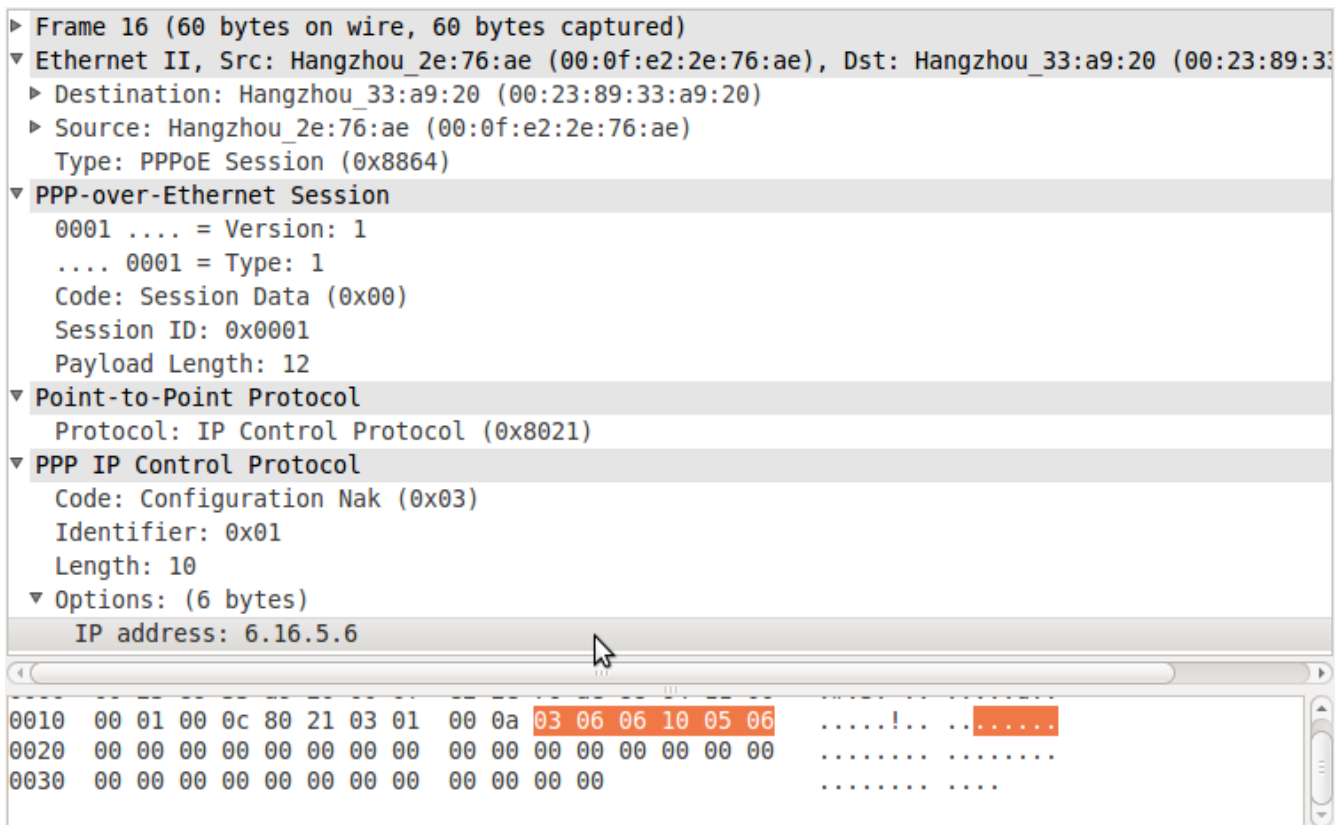 Frame 16 (60 bytes on wire, 60 bytes captured)
Ethernet II, Src: Hangzhou_2e:76:ae (00:0f:e2:2e:76:ae), Dst: Hangzhou_33:a9:20 (00:23:89:33
Destination: Hangzhou_33:a9:20 (00:23:89:33:a9:20)
Source: Hangzhou_2e:76:ae (00:0f:e2:2e:76:ae)
Type: PPPoE Session (0x8864)
PPP-over-Ethernet Session
0001 .... = Version: 1
.... 0001 = Type: 1
Code: Session Data (0x00)
Session ID: 0x0001
Payload Length: 12
Point-to-Point Protocol
Protocol: IP Control Protocol (0x8021)
PPP IP Control Protocol
Code: Configuration Nak (0x03)
Identifier: 0x01
Length: 10
Options: (6 bytes)
IP address: 6.16.5.6
0010 00 01 00 0c 80 21 03 01 00 0a 03 06 06 10 05 06 .....!.. ........
0020 00 00 00 00 00 00 00 00 00 00 00 00 00 00 00 00 ........ ........
0030 00 00 00 00 00 00 00 00 00 00 00 00 ........ ....